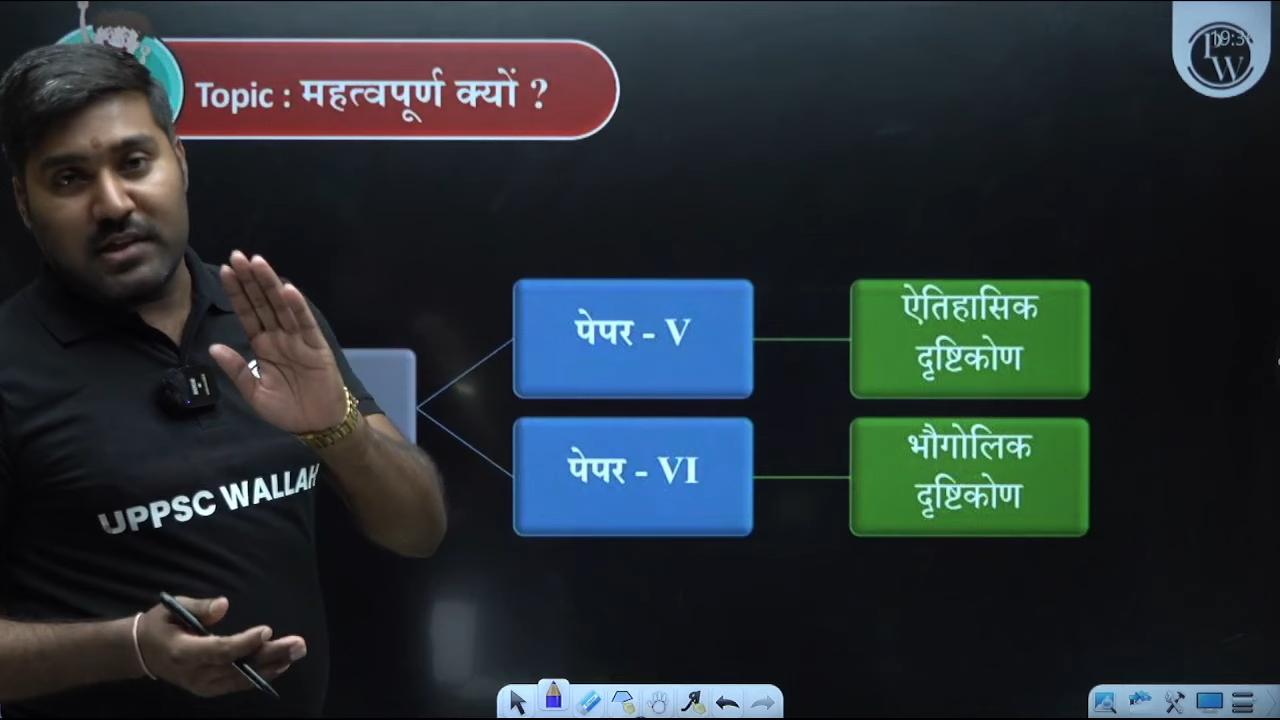 Topic : महत्वपूर्ण क्यों ?
पेपर - V
ऐतिहासिक
दृष्टिकोण
पेपर - VI
भौगोलिक
दृष्टिकोण
UPPSC WALLAH